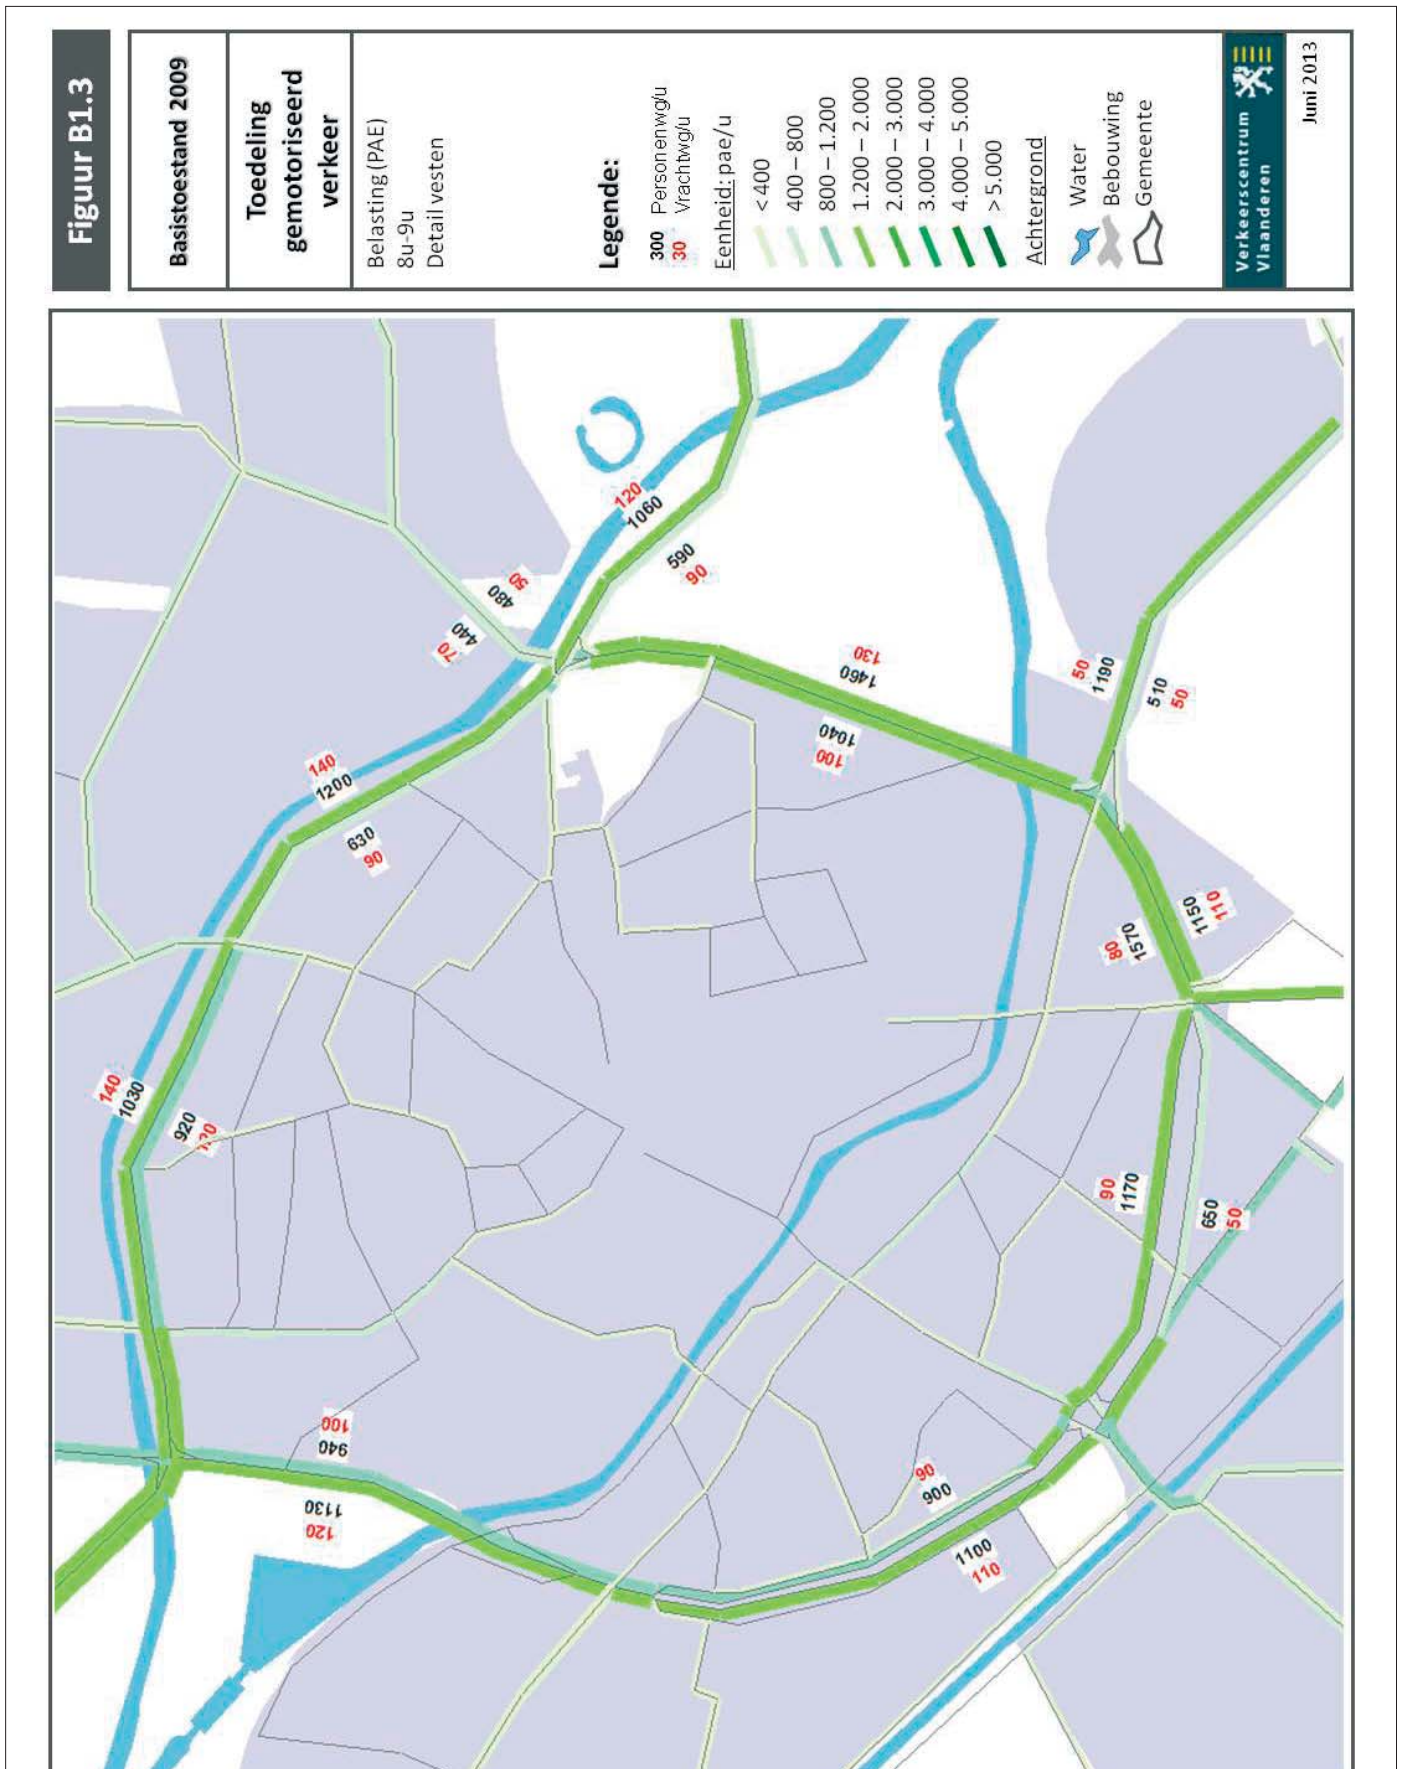 Figuur B1.3
Basistoestand 2009
Toedeling
gemotoriseerd
verkeer
Belasting (PAE)
8u-9u
Detail vesten
Legende:
300 Personenwg/u
30 Vrachtwg/u
Eenheid: pae/u
< 400
400 – 800
800 – 1.200
1.200 – 2.000
2.000 – 3.000
3.000 – 4.000
4.000 – 5.000
> 5.000
Achtergrond
Water
Bebouwing
Gemeente
Verkeerscentrum
Vlaanderen
Juni 2013
120
1060
590
90
50
480
440
70
130
1460
1040
100
50
1190
510
50
140
1200
630
90
80
1570
1150
110
140
1030
920
90
1170
650
50
100
940
1130
120
90
900
1100
110